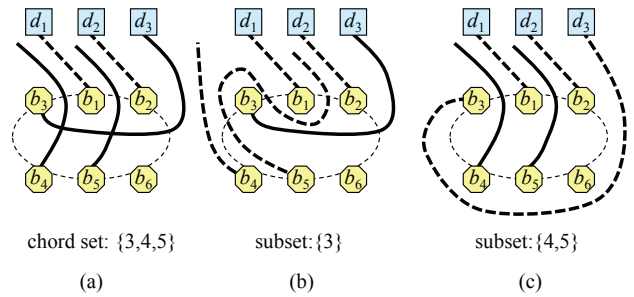 d1 d2 d3 d1 d2 d3 d1 d2 d3
b3 b1 b2 b3 b1 b2 b3 b1 b2
b4 b5 b6 b4 b5 b6 b4 b5 b6
chord set: {3,4,5} subset:{3} subset:{4,5}
(a) (b) (c)